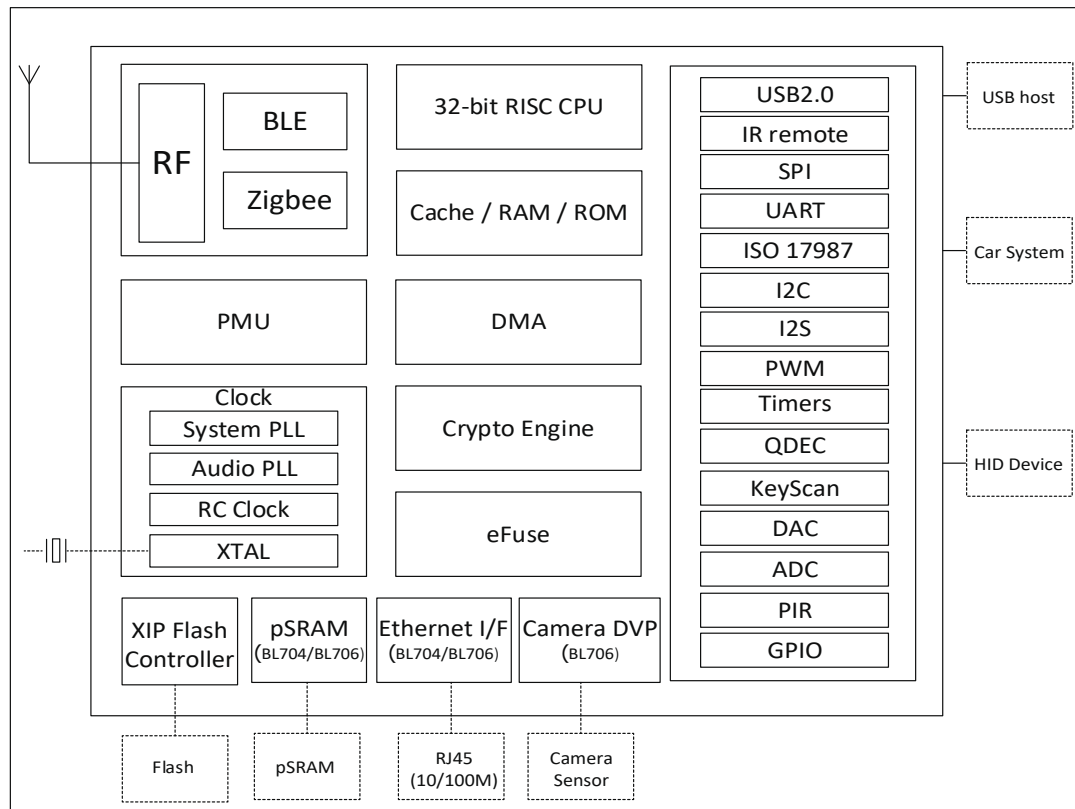 RF
BLE
Zigbee
PMU
Clock
System PLL
Audio PLL
RC Clock
XTAL
32-bit RISC CPU
Cache / RAM / ROM
DMA
Crypto Engine
eFuse
USB2.0
IR remote
SPI
UART
ISO 17987
I2C
I2S
PWM
Timers
QDEC
KeyScan
DAC
ADC
PIR
GPIO
USB host
Car System
HID Device
XIP Flash
Controller
pSRAM
(BL704/BL706)
Ethernet I/F
(BL704/BL706)
Camera DVP
(BL706)
Flash
pSRAM
RJ45
(10/100M)
Camera
Sensor